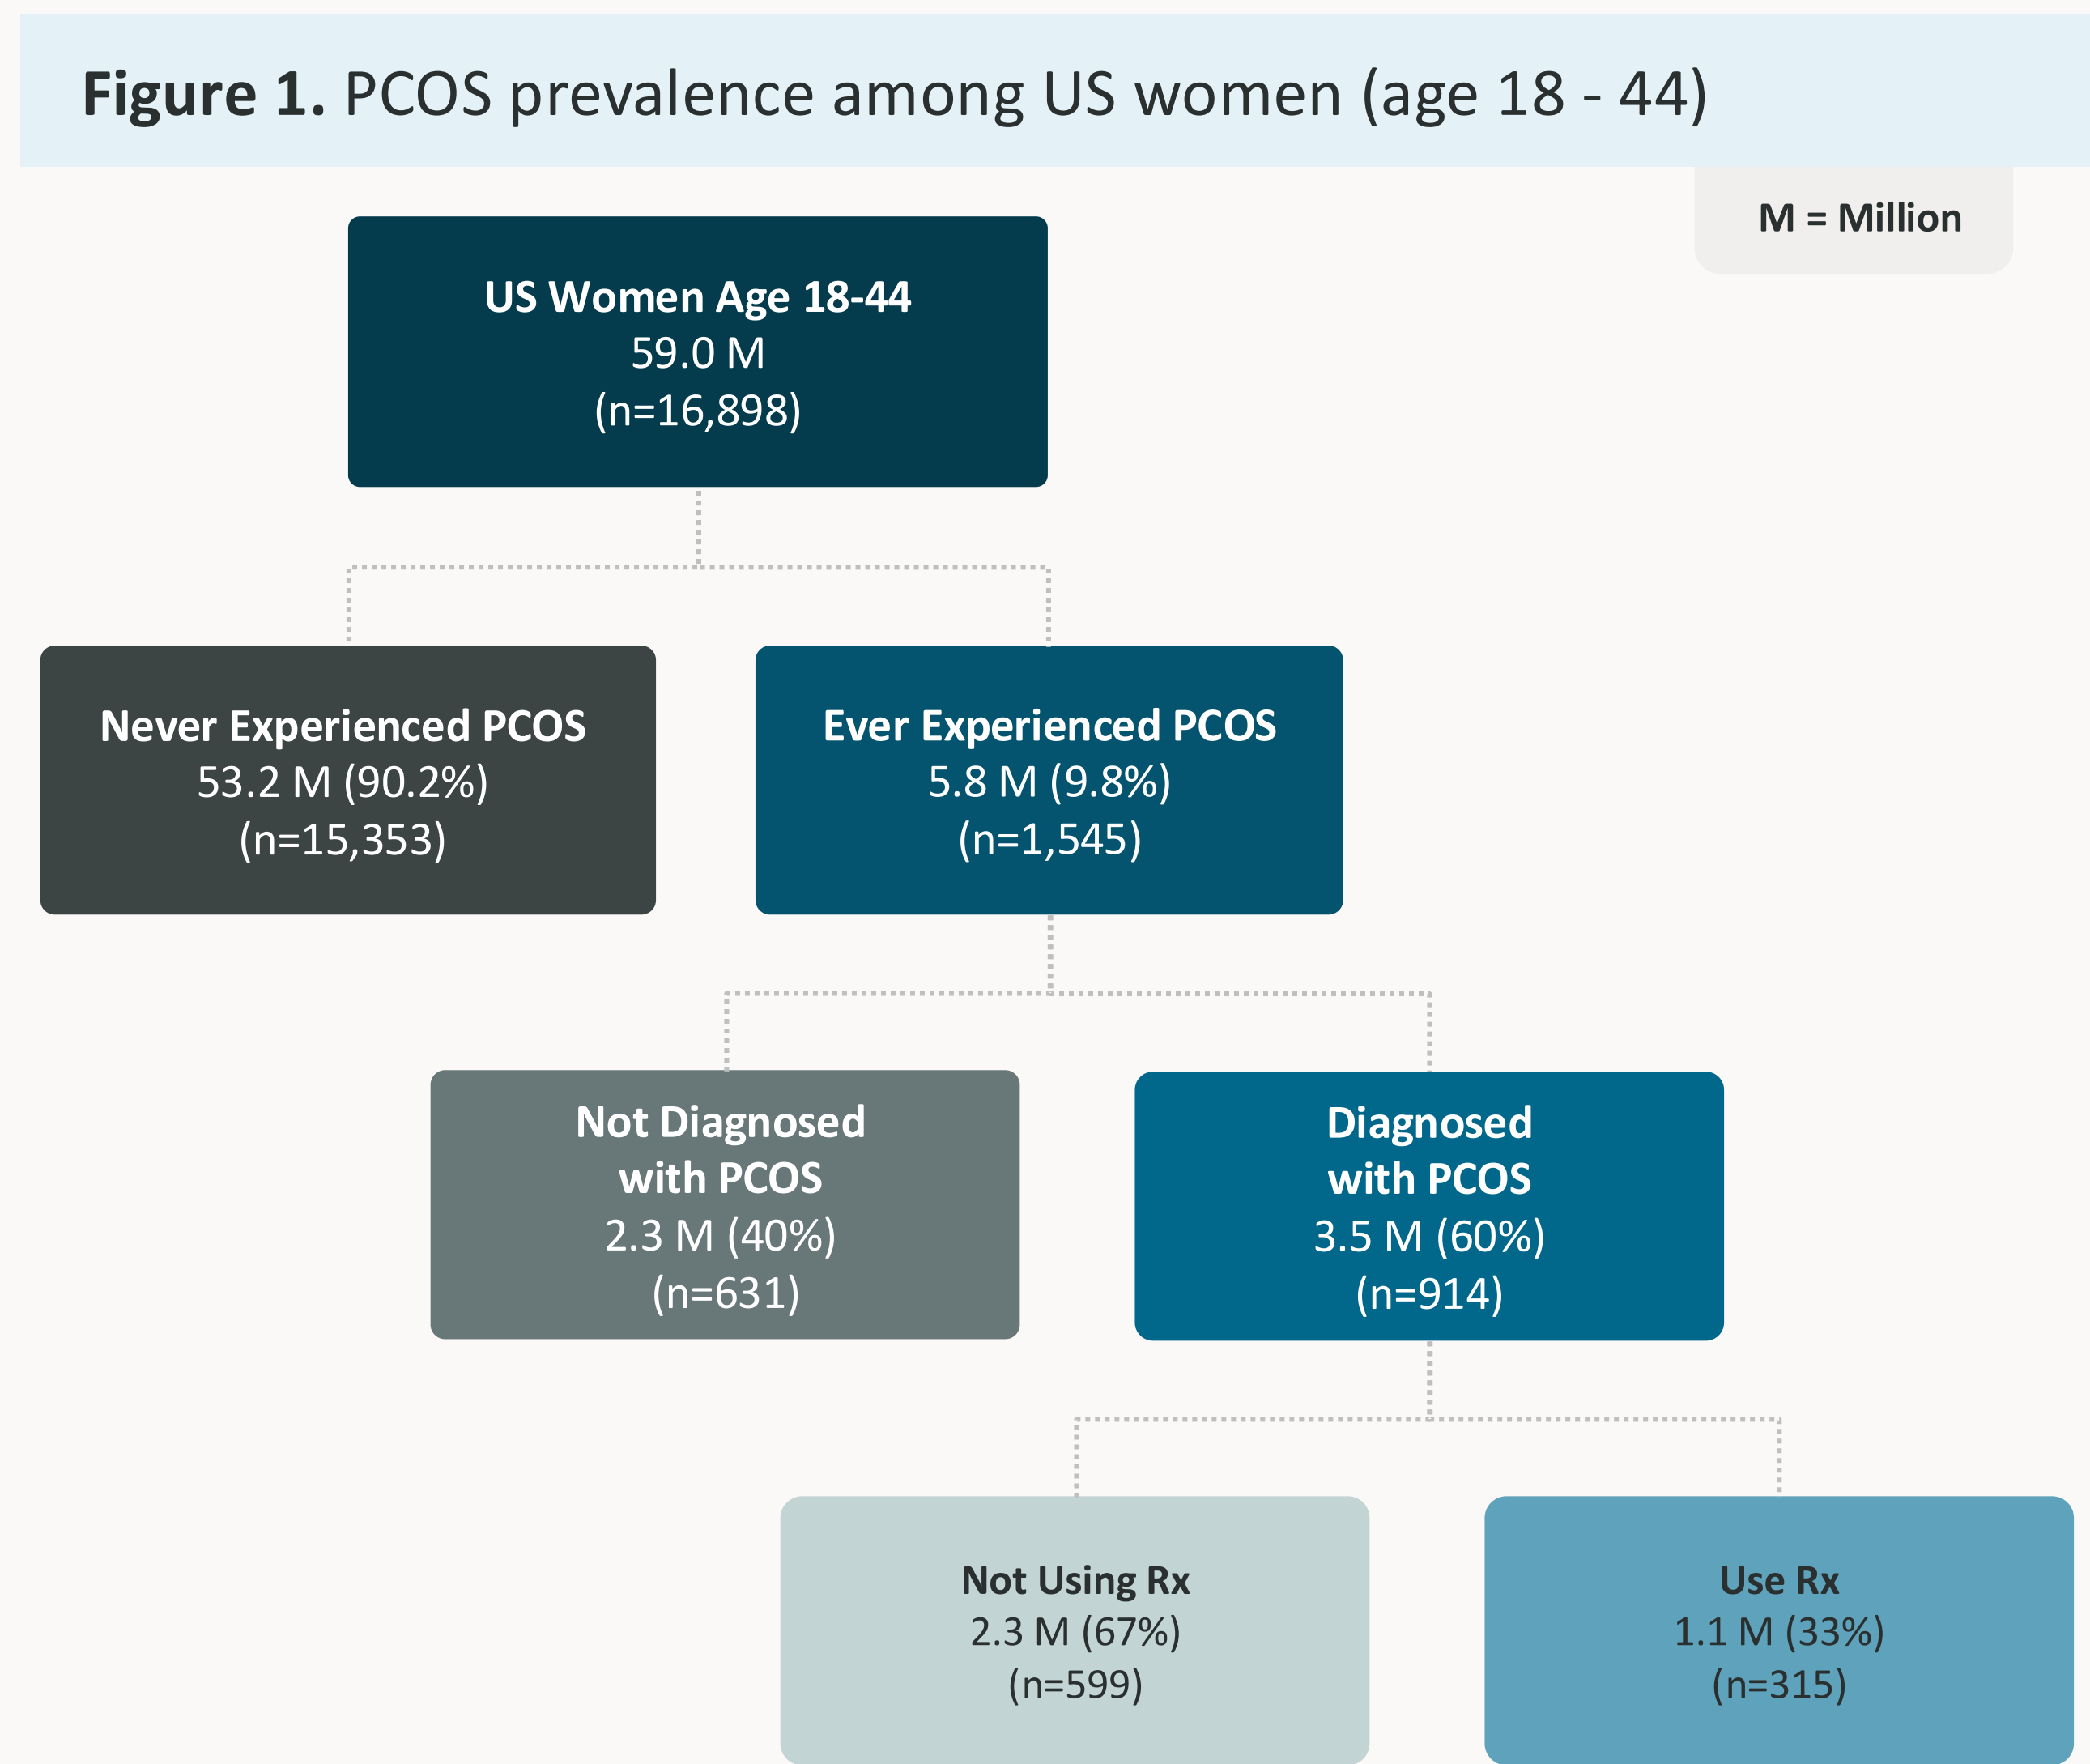 Figure 1. PCOS prevalence among US women (age 18 - 44)
M = Million
US Women Age 18-44
59.0 M
(n=16,898)
Never Experienced PCOS
53.2 M (90.2%)
(n=15,353)
Ever Experienced PCOS
5.8 M (9.8%)
(n=1,545)
Not Diagnosed
with PCOS
2.3 M (40%)
(n=631)
Diagnosed
with PCOS
3.5 M (60%)
(n=914)
Not Using Rx
2.3 M (67%)
(n=599)
Use Rx
1.1 M (33%)
(n=315)